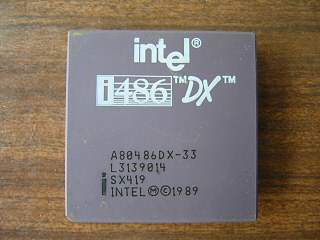 intel®
i486™DX™
A80486DX-33
L3139014
SX419
INTEL Ⓜ©1989